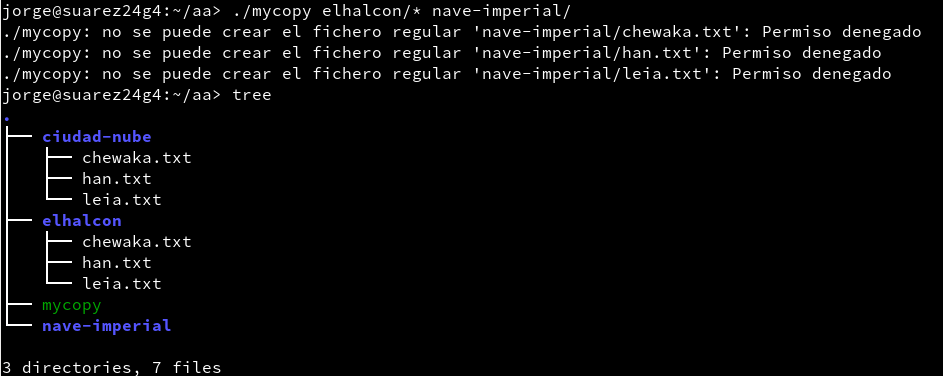 jorge@suarez24g4:~/aa> ./mycopy elhalcon/* nave-imperial/
./mycopy: no se puede crear el fichero regular 'nave-imperial/chewaka.txt': Permiso denegado
./mycopy: no se puede crear el fichero regular 'nave-imperial/han.txt': Permiso denegado
./mycopy: no se puede crear el fichero regular 'nave-imperial/leia.txt': Permiso denegado
jorge@suarez24g4:~/aa> tree
.
├── ciudad-nube
│   ├── chewaka.txt
│   ├── han.txt
│   └── leia.txt
├── elhalcon
│   ├── chewaka.txt
│   ├── han.txt
│   └── leia.txt
├── mycopy
└── nave-imperial
3 directories, 7 files